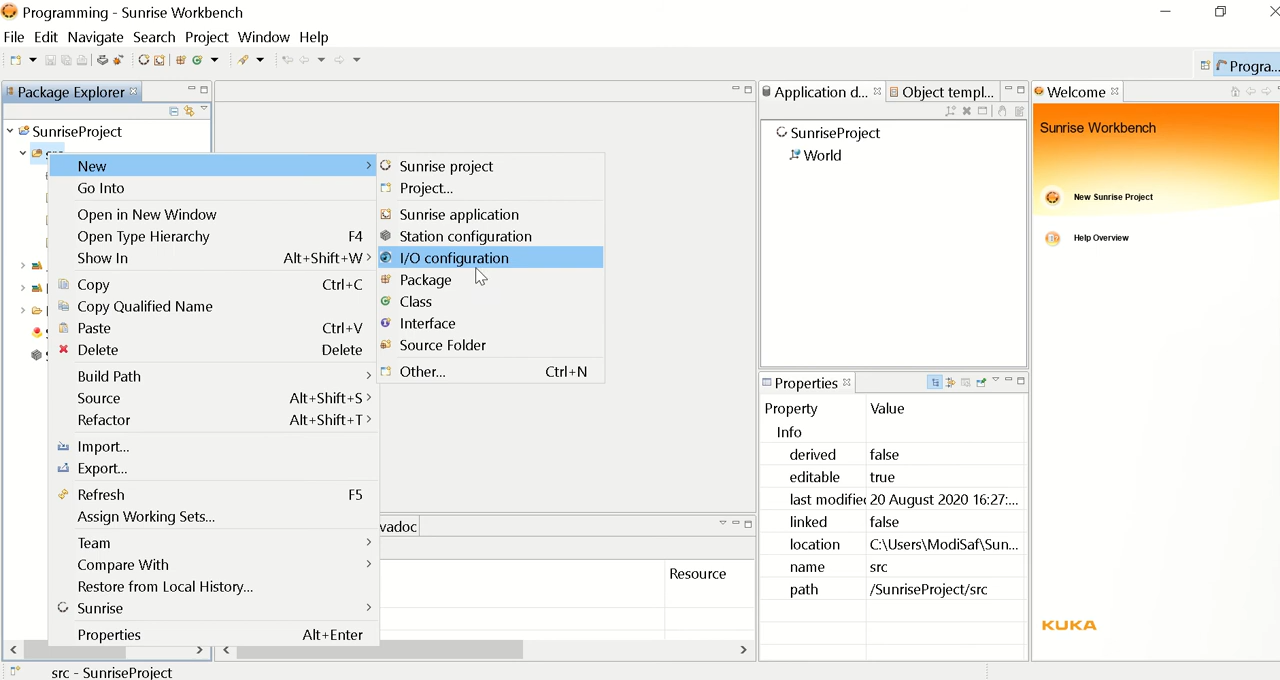 Programming - Sunrise Workbench
File Edit Navigate Search Project Window Help
Progra...
Package Explorer
SunriseProject
New
Go Into
Open in New Window
Open Type Hierarchy F4
Show In Alt+Shift+W
Copy Ctrl+C
Copy Qualified Name
Paste Ctrl+V
Delete Delete
Build Path
Source Alt+Shift+S
Refactor Alt+Shift+T
Import...
Export...
Refresh F5
Assign Working Sets...
Team
Compare With
Restore from Local History...
Sunrise
Properties Alt+Enter
Sunrise project
Project...
Sunrise application
Station configuration
I/O configuration
Package
Class
Interface
Source Folder
Other... Ctrl+N
vadoc
Resource
Application d...
Object templ...
SunriseProject
World
Properties
Property Value
Info
derived false
editable true
last modifie 20 August 2020 16:27:...
linked false
location C:\Users\ModiSaf\Sun...
name src
path /SunriseProject/src
Welcome
Sunrise Workbench
New Sunrise Project
Help Overview
KUKA
src - SunriseProject